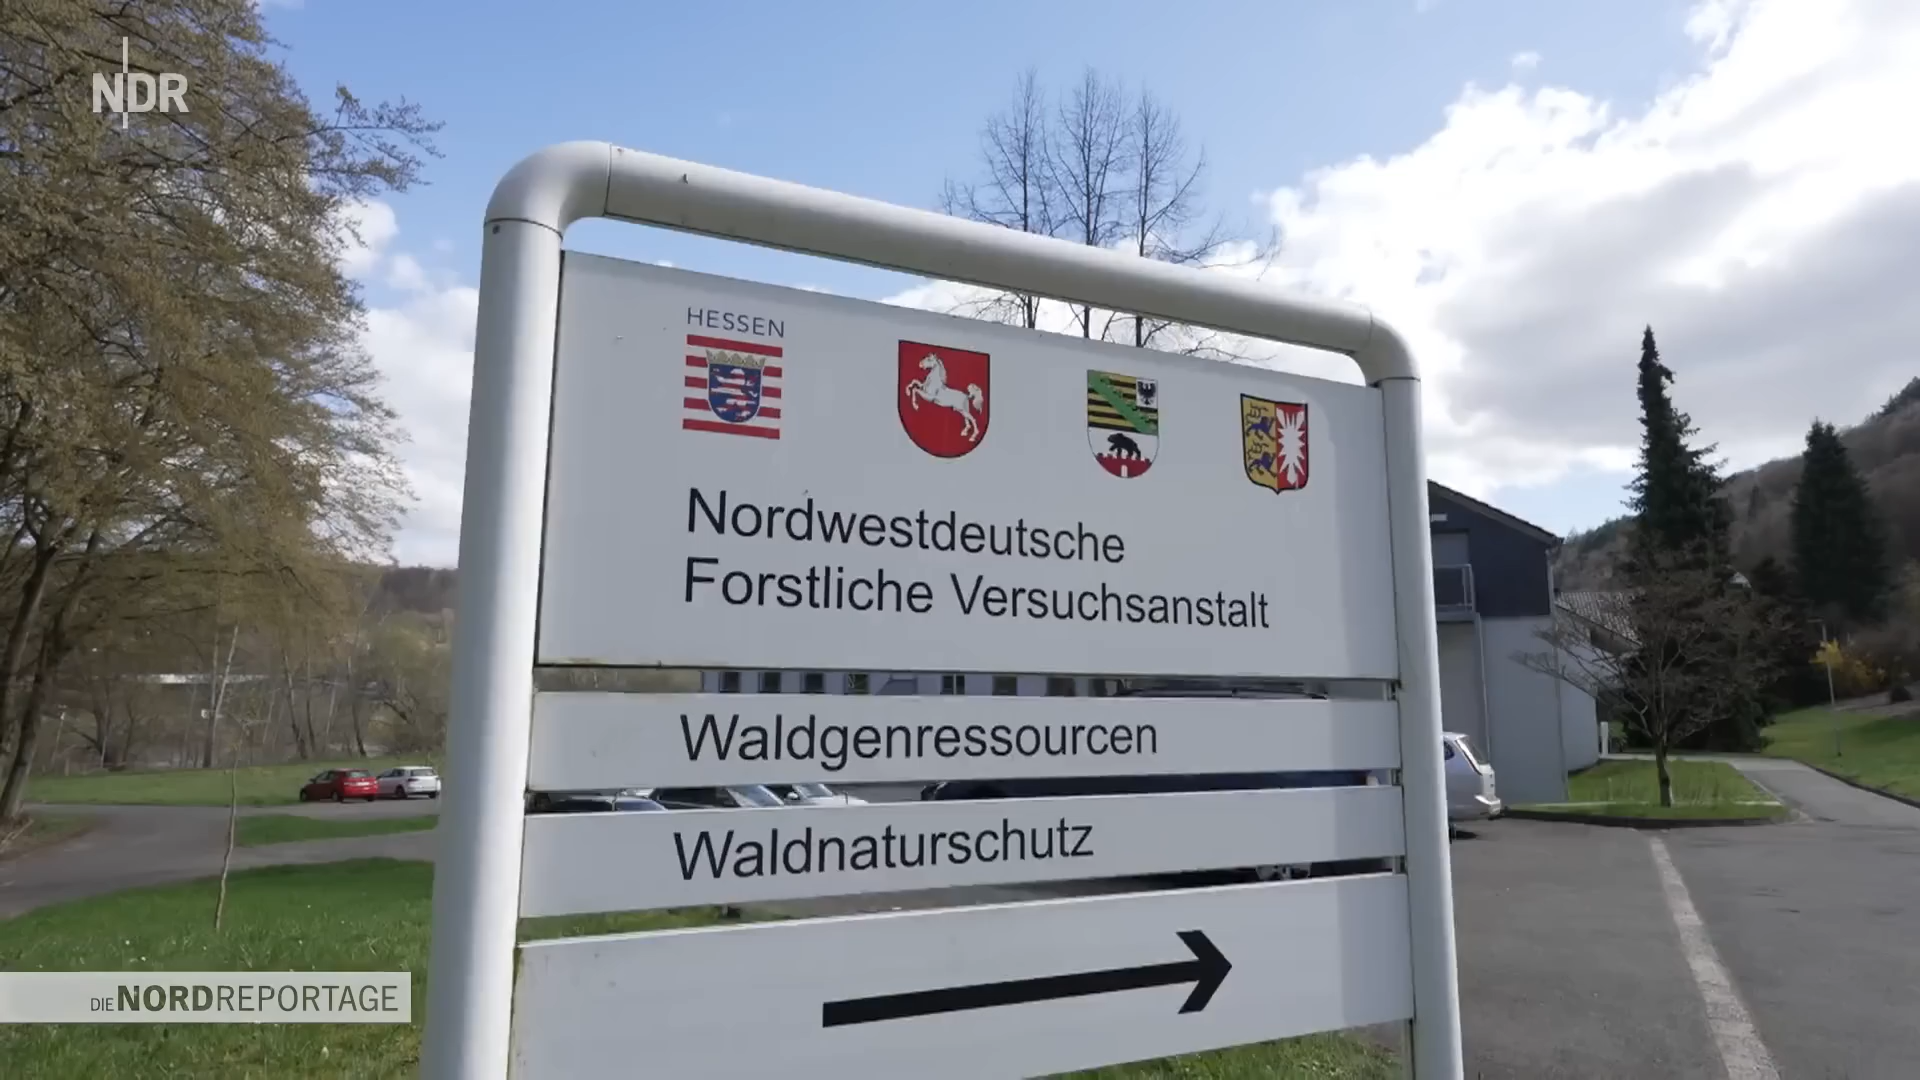 NDR
HESSEN
Nordwestdeutsche
Forstliche Versuchsanstalt
Waldgenressourcen
Waldnaturschutz
DIE NORDREPORTAGE